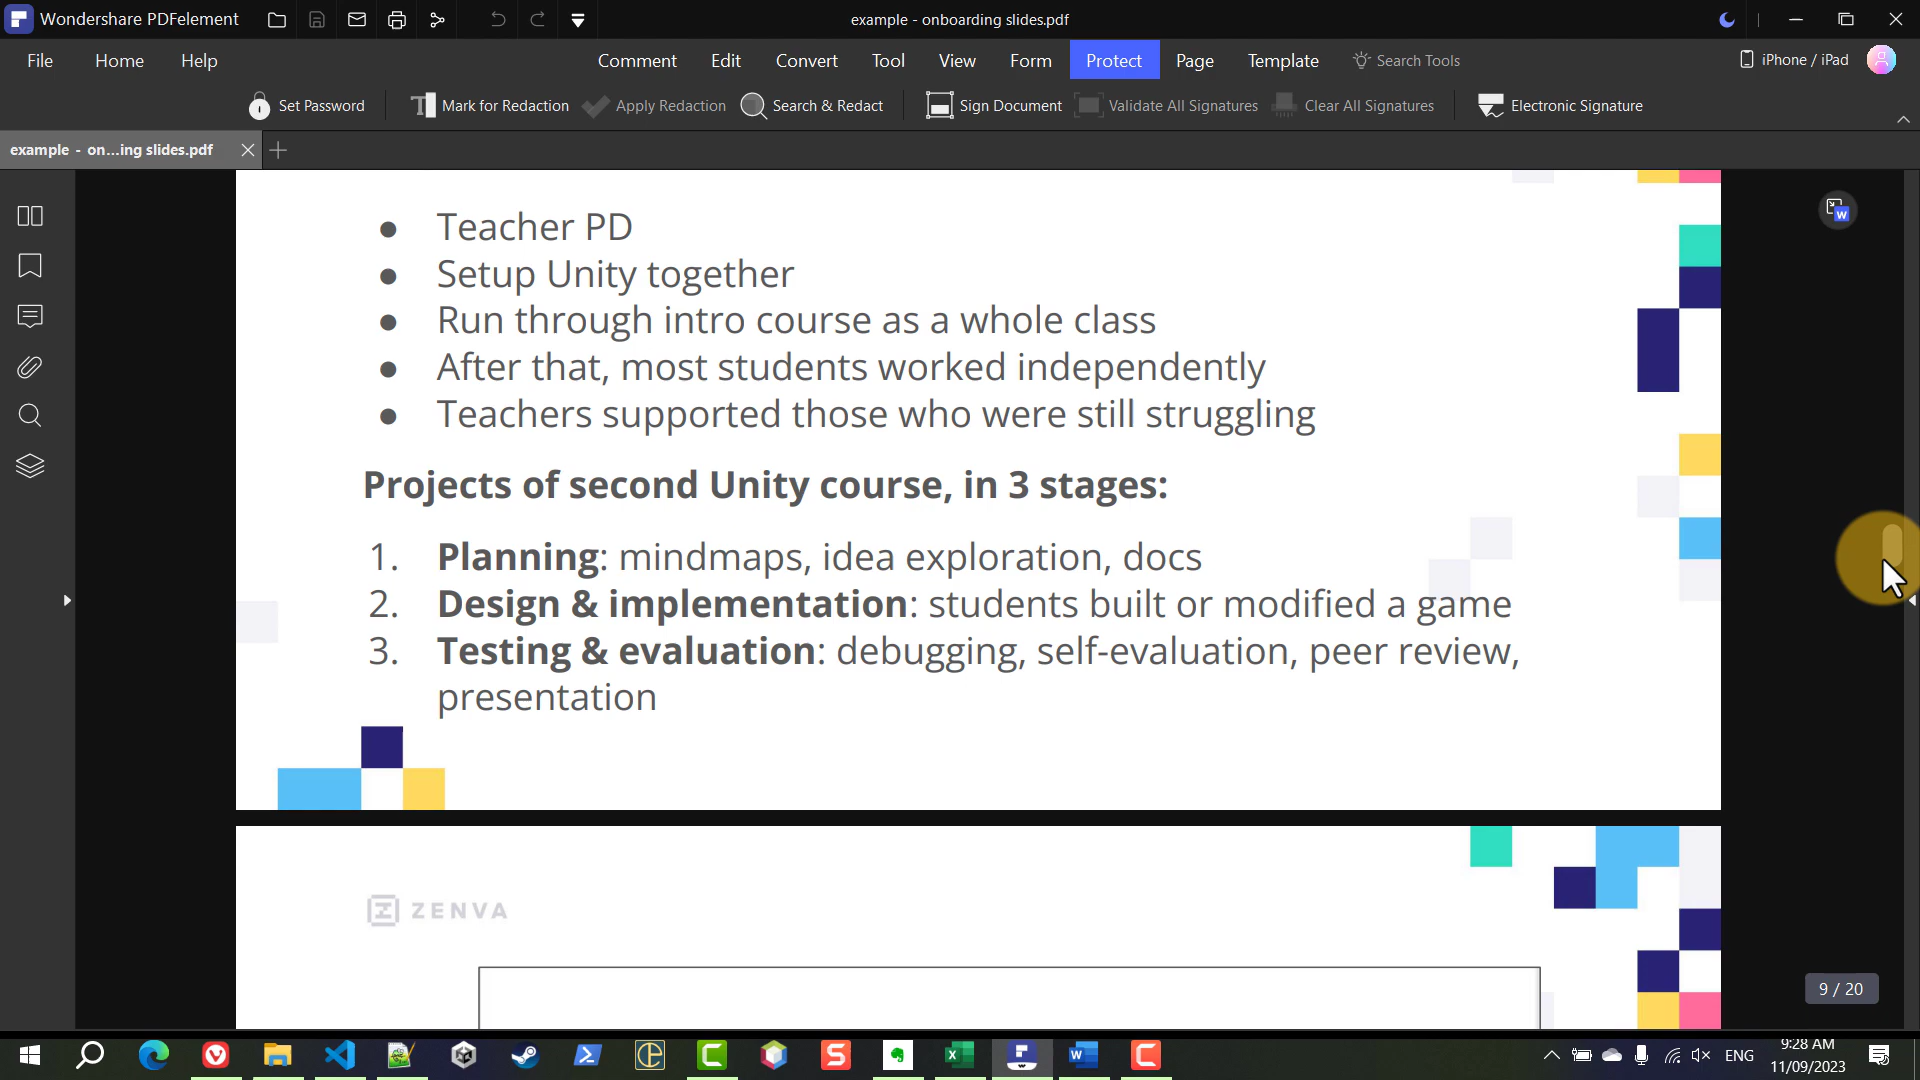 Wondershare PDFelement
example - onboarding slides.pdf
File Home Help Comment Edit Convert Tool View Form Protect Page Template Search Tools iPhone / iPad
Set Password Mark for Redaction Apply Redaction Search & Redact Sign Document Validate All Signatures Clear All Signatures Electronic Signature
example - on...ing slides.pdf
● Teacher PD
● Setup Unity together
● Run through intro course as a whole class
● After that, most students worked independently
● Teachers supported those who were still struggling
Projects of second Unity course, in 3 stages:
1. Planning: mindmaps, idea exploration, docs
2. Design & implementation: students built or modified a game
3. Testing & evaluation: debugging, self-evaluation, peer review,
presentation
ZENVA
9 / 20
ENG
9:28 AM
11/09/2023